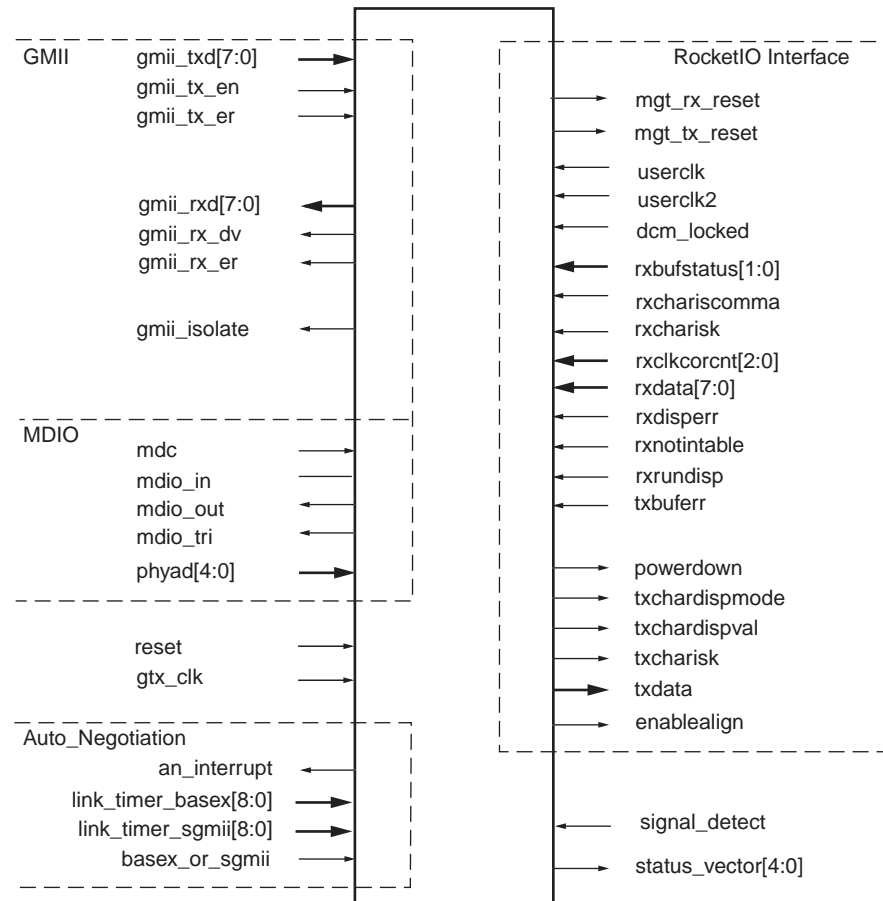 GMII
gmii_txd[7:0]
gmii_tx_en
gmii_tx_er
gmii_rxd[7:0]
gmii_rx_dv
gmii_rx_er
gmii_isolate
MDIO
mdc
mdio_in
mdio_out
mdio_tri
phyad[4:0]
reset
gtx_clk
Auto_Negotiation
an_interrupt
link_timer_basex[8:0]
link_timer_sgmii[8:0]
basex_or_sgmii
RocketIO Interface
mgt_rx_reset
mgt_tx_reset
userclk
userclk2
dcm_locked
rxbufstatus[1:0]
rxchariscomma
rxcharisk
rxclkcorcnt[2:0]
rxdata[7:0]
rxdisperr
rxnotintable
rxrundisp
txbuferr
powerdown
txchardispmode
txchardispval
txcharisk
txdata
enablealign
signal_detect
status_vector[4:0]